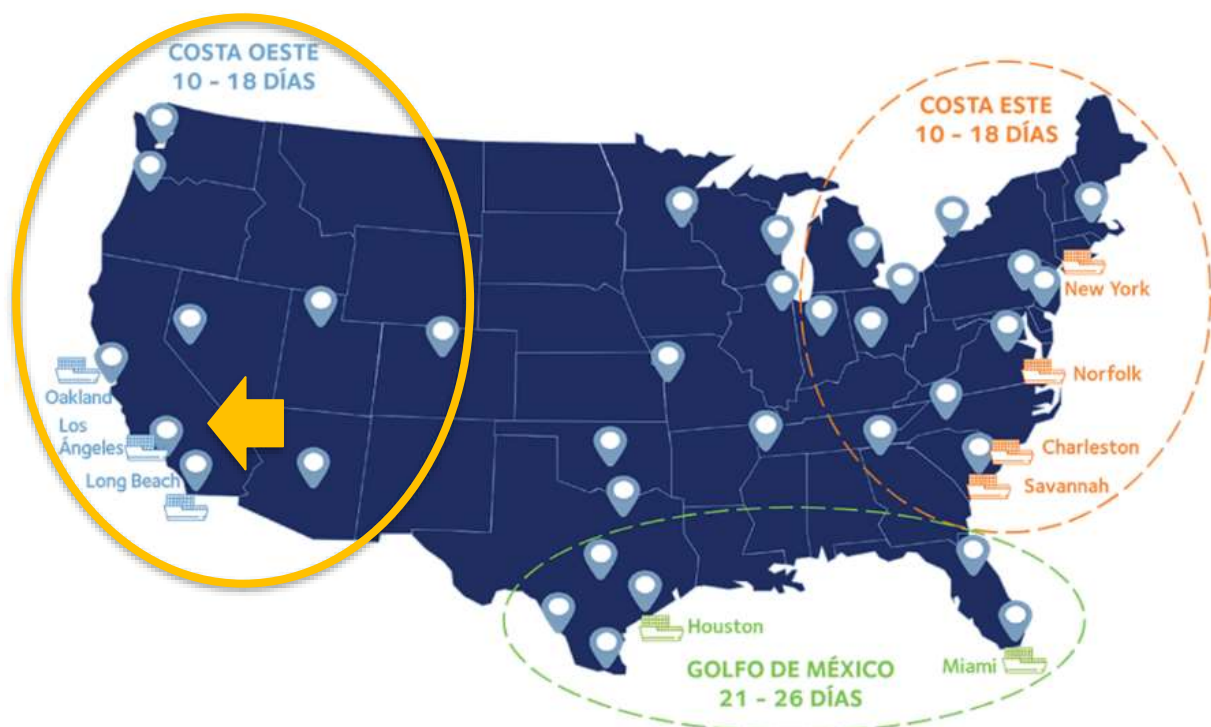 COSTA OESTE
10 - 18 DÍAS
COSTA ESTE
10 - 18 DÍAS
New York
Norfolk
Oakland
Los
Ángeles
Long Beach
Charleston
Savannah
Houston
Miami
GOLFO DE MÉXICO
21 - 26 DÍAS